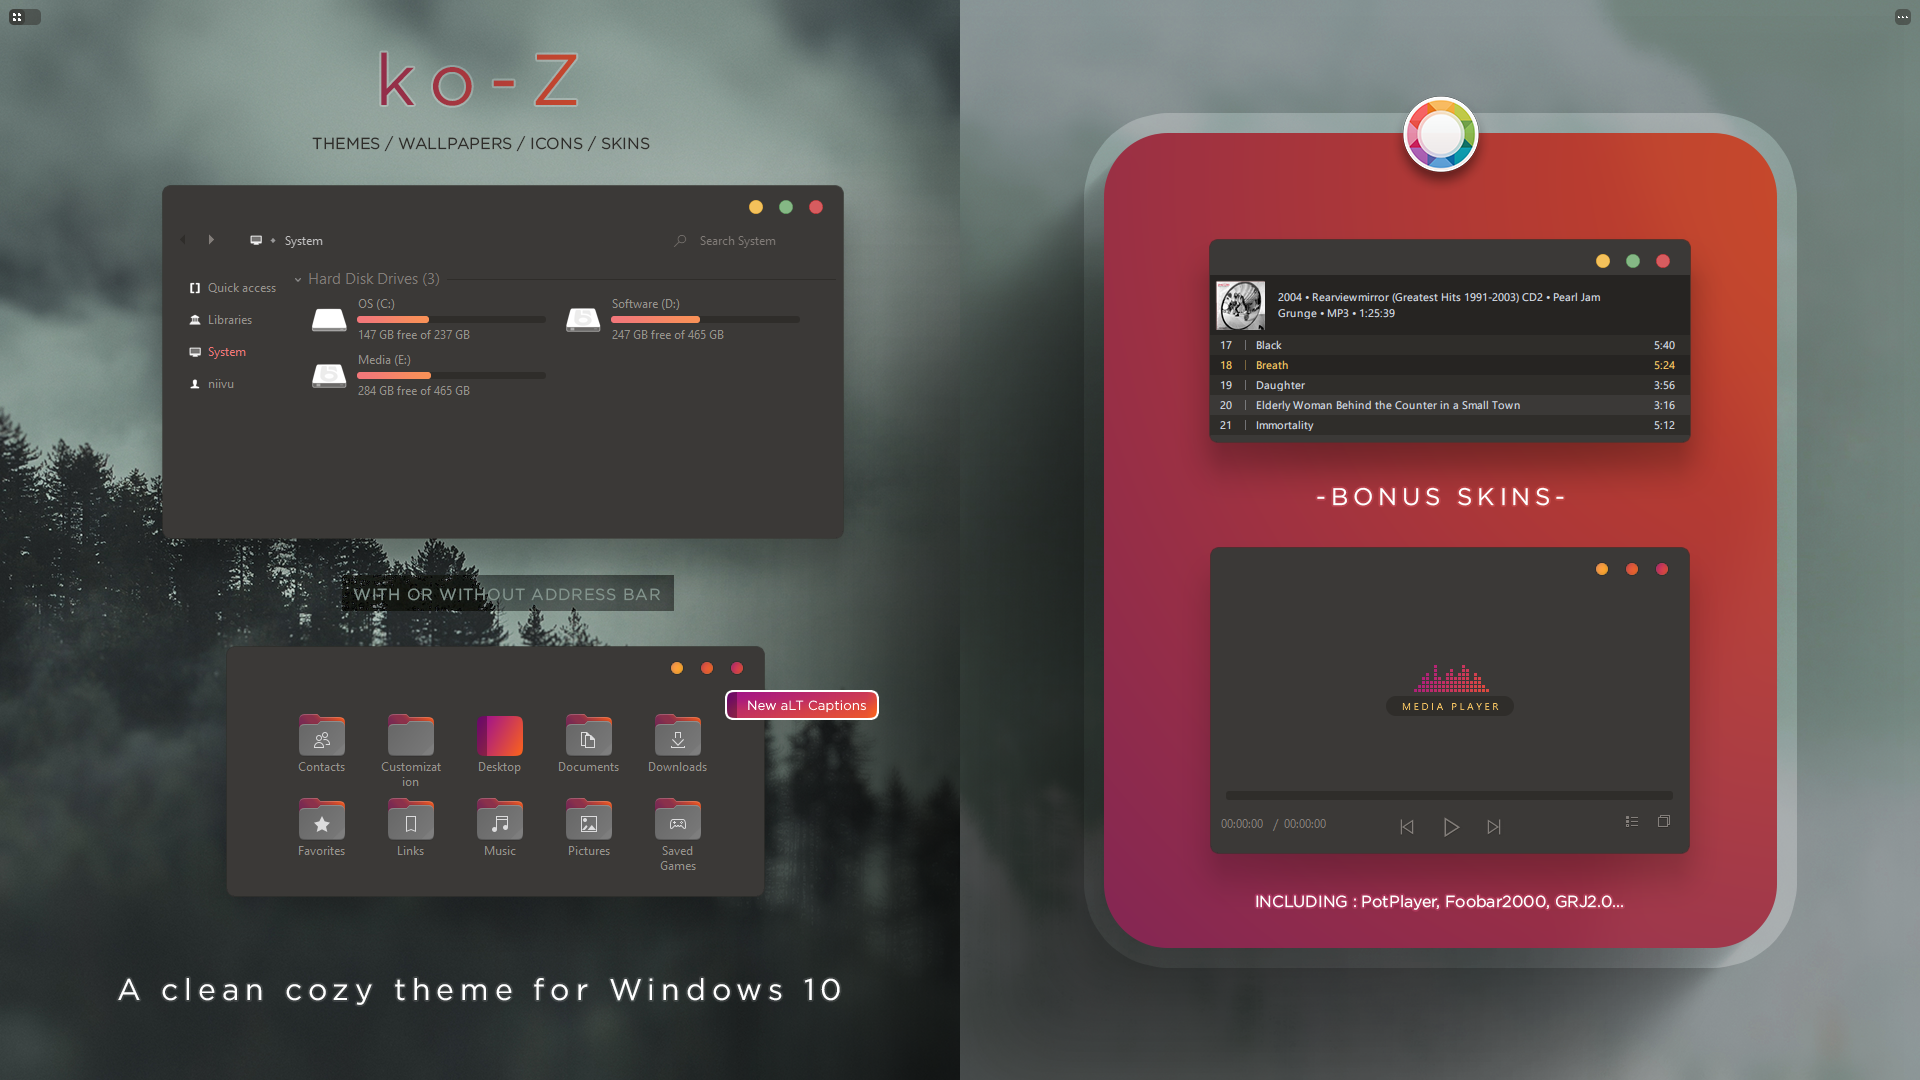 ko-Z
THEMES / WALLPAPERS / ICONS / SKINS
System
Search System
Quick access
Libraries
System
niivu
Hard Disk Drives (3)
OS (C:)
147 GB free of 237 GB
Software (D:)
247 GB free of 465 GB
Media (E:)
284 GB free of 465 GB
WITH OR WITHOUT ADDRESS BAR
New aLT Captions
Contacts
Customizat
ion
Desktop
Documents
Downloads
Favorites
Links
Music
Pictures
Saved
Games
A clean cozy theme for Windows 10
2004 • Rearviewmirror (Greatest Hits 1991-2003) CD2 • Pearl Jam
Grunge • MP3 • 1:25:39
17 | Black 5:40
18 | Breath 5:24
19 | Daughter 3:56
20 | Elderly Woman Behind the Counter in a Small Town 3:16
21 | Immortality 5:12
-BONUS SKINS-
MEDIA PLAYER
00:00:00 / 00:00:00
INCLUDING : PotPlayer, Foobar2000, GRJ2.0...